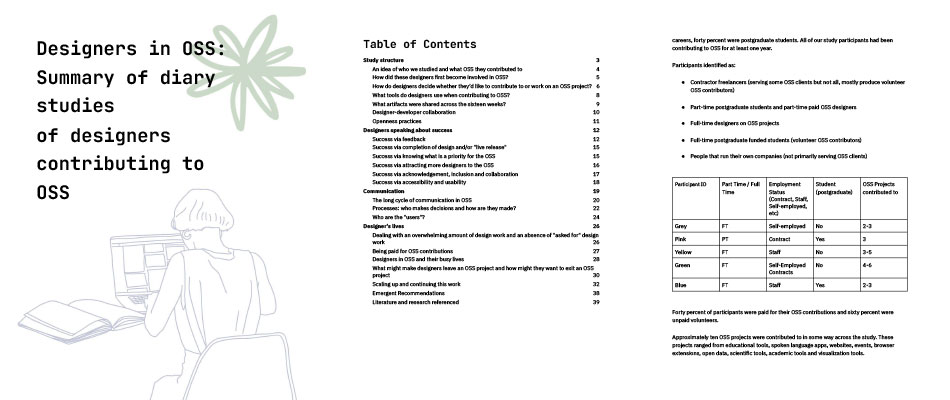 Designers in OSS:
Summary of diary
studies
of designers
contributing to
OSS
Table of Contents
Study structure 3
An idea of who we studied and what they contributed to 4
How did these designers first become involved in OSS? 5
How do designers decide whether they'd like to contribute to or work on an OSS project? 6
What tools do designers use when contributing to OSS? 8
What artifacts were shared across the sixteen weeks? 9
Designer-developer collaboration 10
Openness practices 11
Designers speaking about success 12
Success via feedback 12
Success via completion of design and/or "live release" 15
Success via knowing what is a priority for the OSS 15
Success via attracting more designers to the OSS 16
Success via acknowledgement, inclusion and collaboration 17
Success via accessibility and usability 18
Communication 19
The long cycle of communication in OSS 20
Processes: who makes decisions and how are they made? 22
Who are the "users"? 24
Designer's lives 26
Dealing with an overwhelming amount of design work and an absence of "asked for" design
work 26
Being paid for OSS contributions 27
Designers in OSS and their busy lives 28
What might make designers leave an OSS project and how might they want to exit an OSS
project 30
Scaling up and continuing this work 32
Emergent Recommendations 38
Literature and research referenced 39
careers, forty percent were postgraduate students. All of our study participants had been
contributing to OSS for at least one year.
Participants identified as:
● Contractor freelancers (serving some OSS clients but not all, mostly produce volunteer
OSS contributors)
● Part-time postgraduate students and part-time paid OSS designers
● Full-time designers on OSS projects
● Full-time postgraduate funded students (volunteer OSS contributors)
● People that run their own companies (not primarily serving OSS clients)
Participant ID | Part Time / Full Time | Employment Status (Contract, Staff, Self-employed, etc) | Student (postgraduate) | OSS Projects contributed to
Grey FT Self-employed No 2-3
Pink PT Contract Yes 3
Yellow FT Staff No 3-5
Green FT Self-Employed Contracts No 4-6
Blue FT Staff Yes 2-3
Forty percent of participants were paid for their OSS contributions and sixty percent were
unpaid volunteers.
Approximately ten OSS projects were contributed to in some way across the study. These
projects ranged from educational tools, spoken language apps, websites, events, browser
extensions, open data, scientific tools, academic tools and visualization tools.